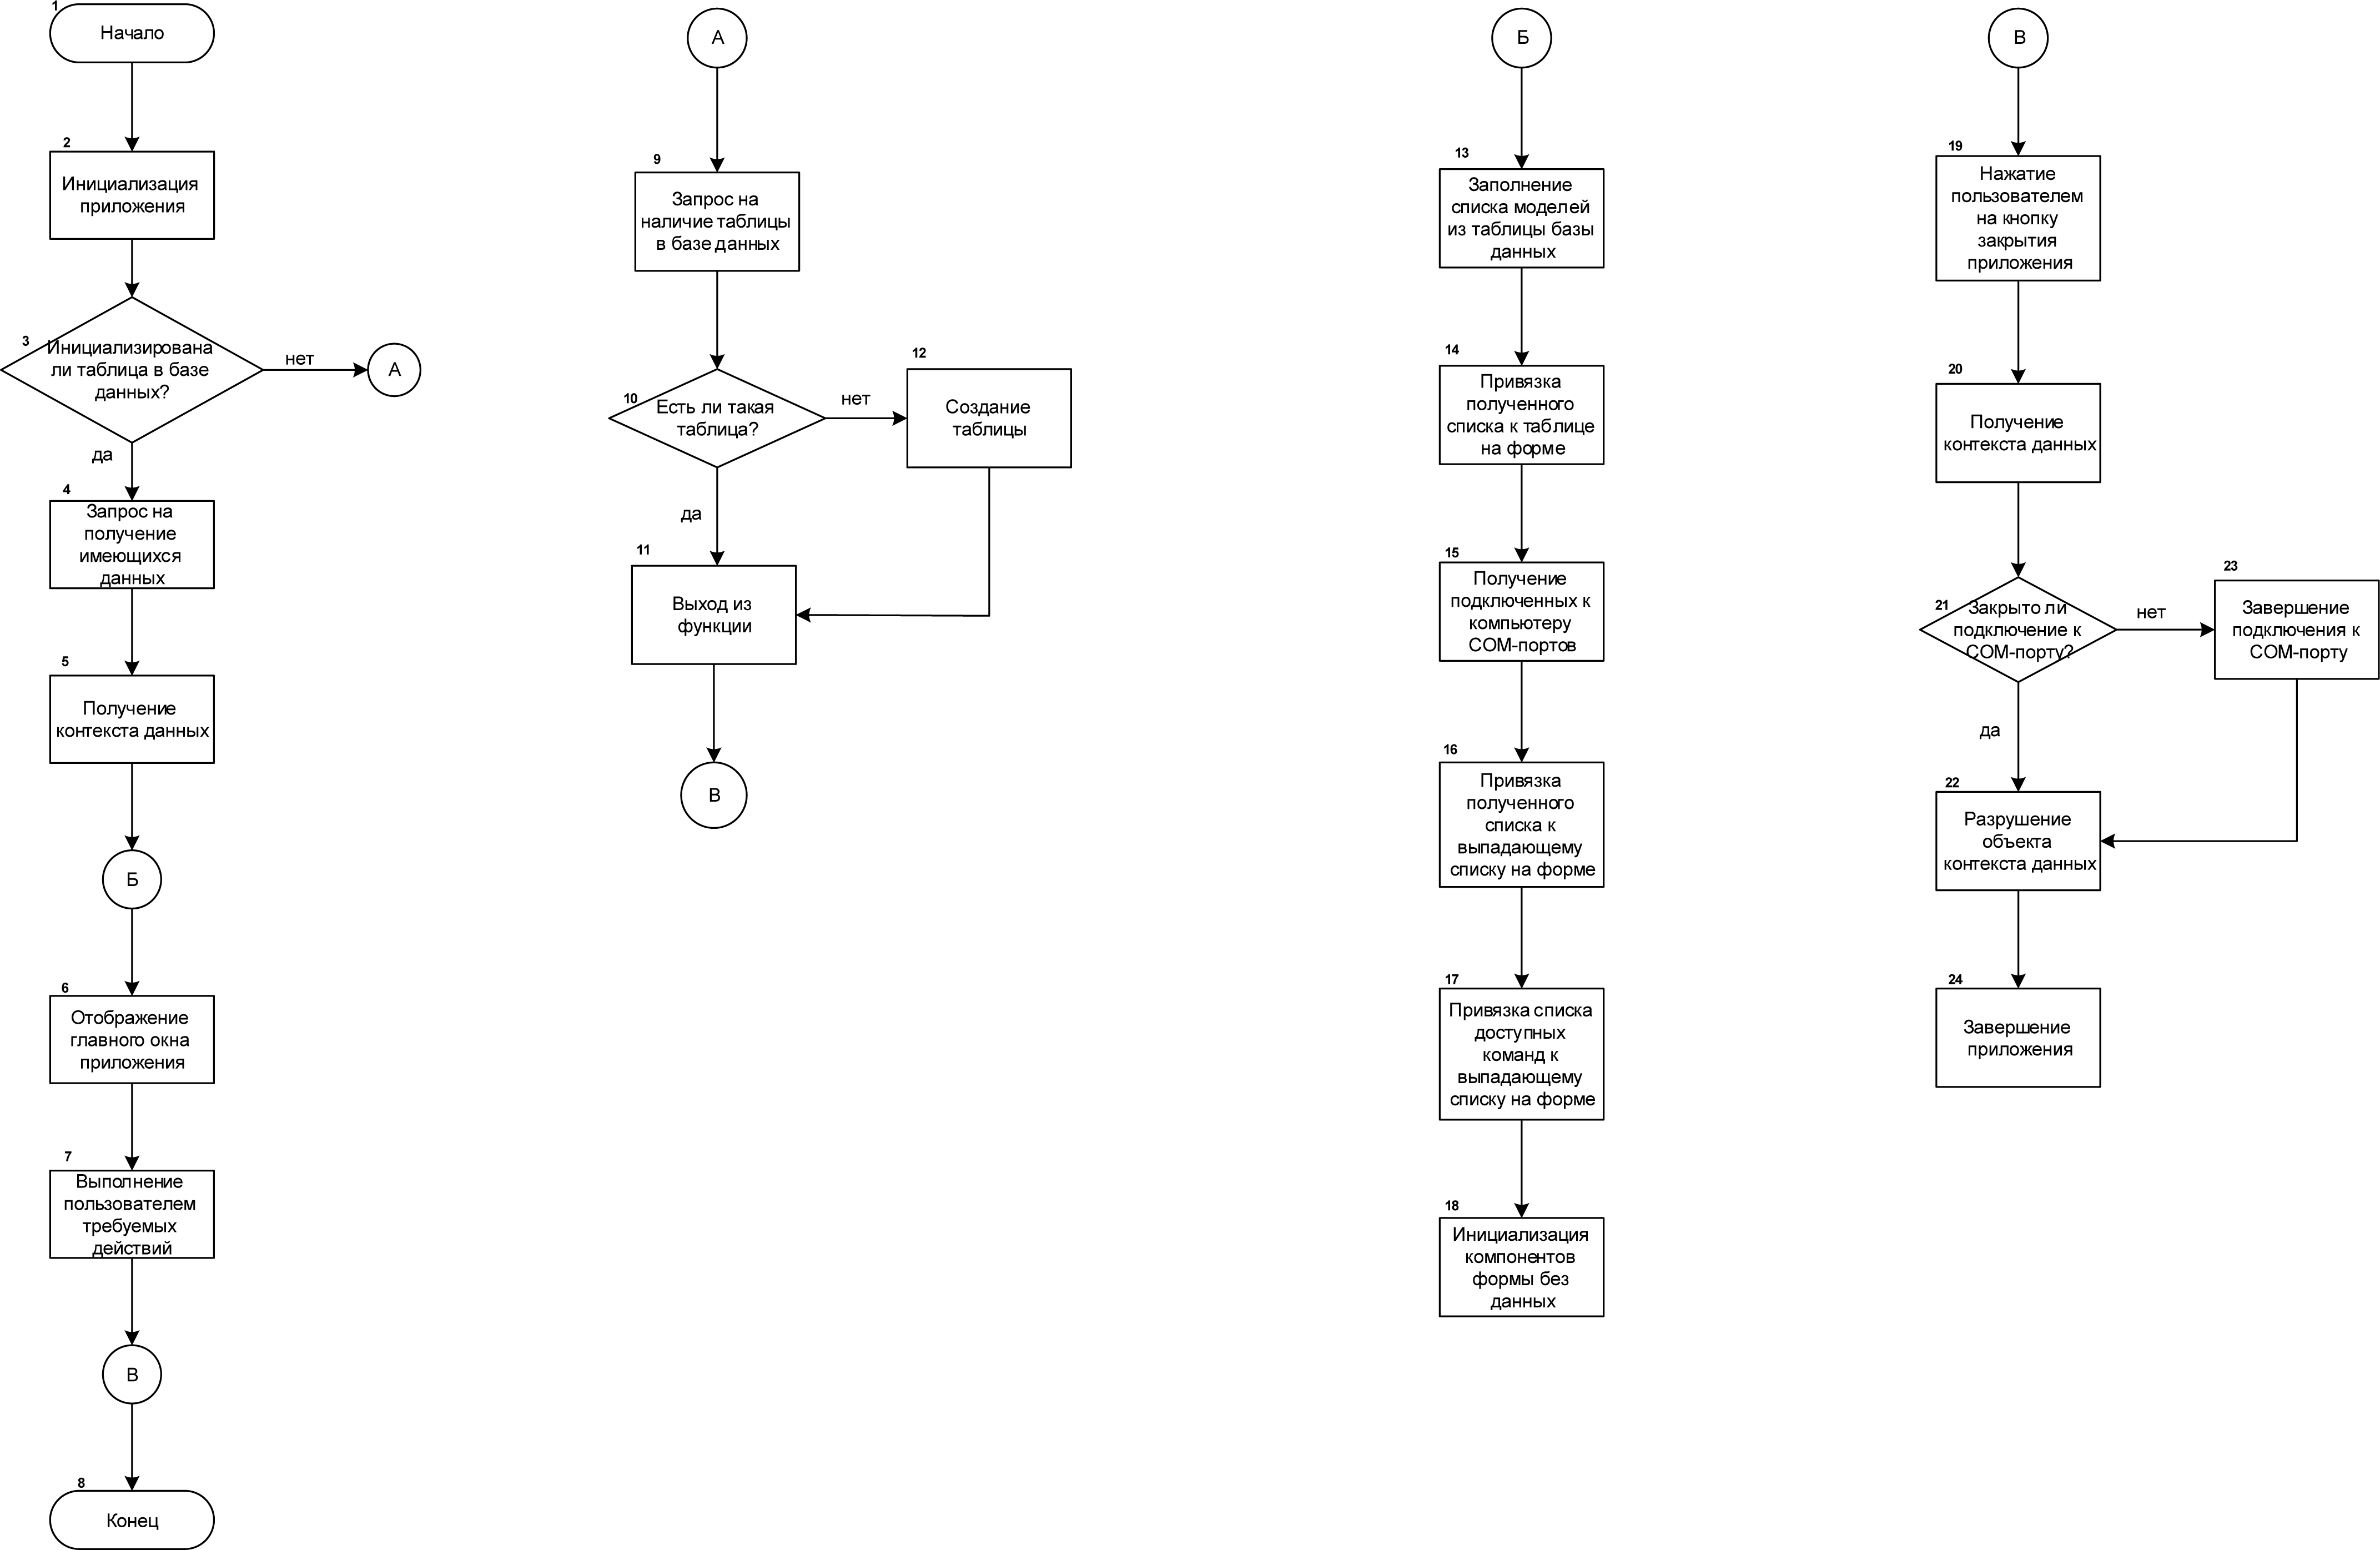 1
Начало
2
Инициализация
приложения
3
Инициализирована
ли таблица в базе
данных?
нет
А
да
4
Запрос на
получение
имеющихся
данных
5
Получение
контекста данных
Б
6
Отображение
главного окна
приложения
7
Выполнение
пользователем
требуемых
действий
В
8
Конец
А
9
Запрос на
наличие таблицы
в базе данных
10
Есть ли такая
таблица?
нет
12
Создание
таблицы
да
11
Выход из
функции
В
Б
13
Заполнение
списка моделей
из таблицы базы
данных
14
Привязка
полученного
списка к таблице
на форме
15
Получение
подключенных к
компьютеру
COM-портов
16
Привязка
полученного
списка к
выпадающему
списку на форме
17
Привязка списка
доступных
команд к
выпадающему
списку на форме
18
Инициализация
компонентов
формы без
данных
В
19
Нажатие
пользователем
на кнопку
закрытия
приложения
20
Получение
контекста данных
21
Закрыто ли
подключение к
COM-порту?
нет
23
Завершение
подключения к
COM-порту
да
22
Разрушение
объекта
контекста данных
24
Завершение
приложения